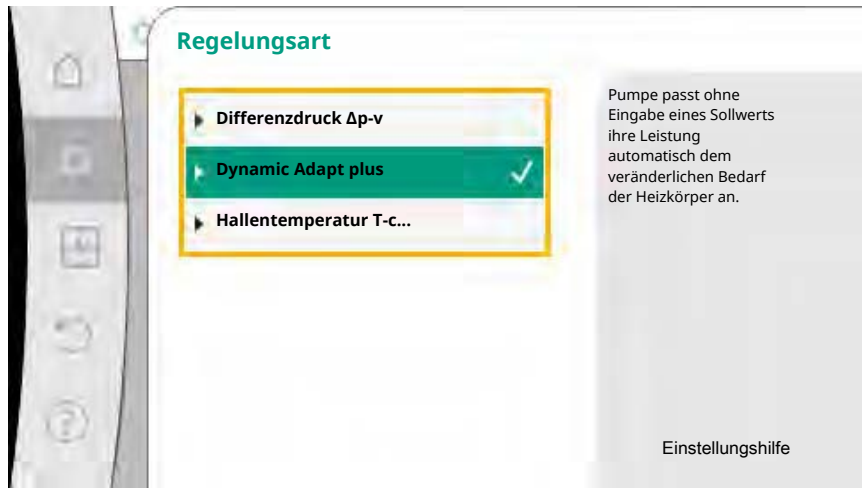 Regelungsart
Differenzdruck Δp-v
Dynamic Adapt plus
Hallentemperatur T-c...
Pumpe passt ohne
Eingabe eines Sollwerts
ihre Leistung
automatisch dem
veränderlichen Bedarf
der Heizkörper an.
Einstellungshilfe